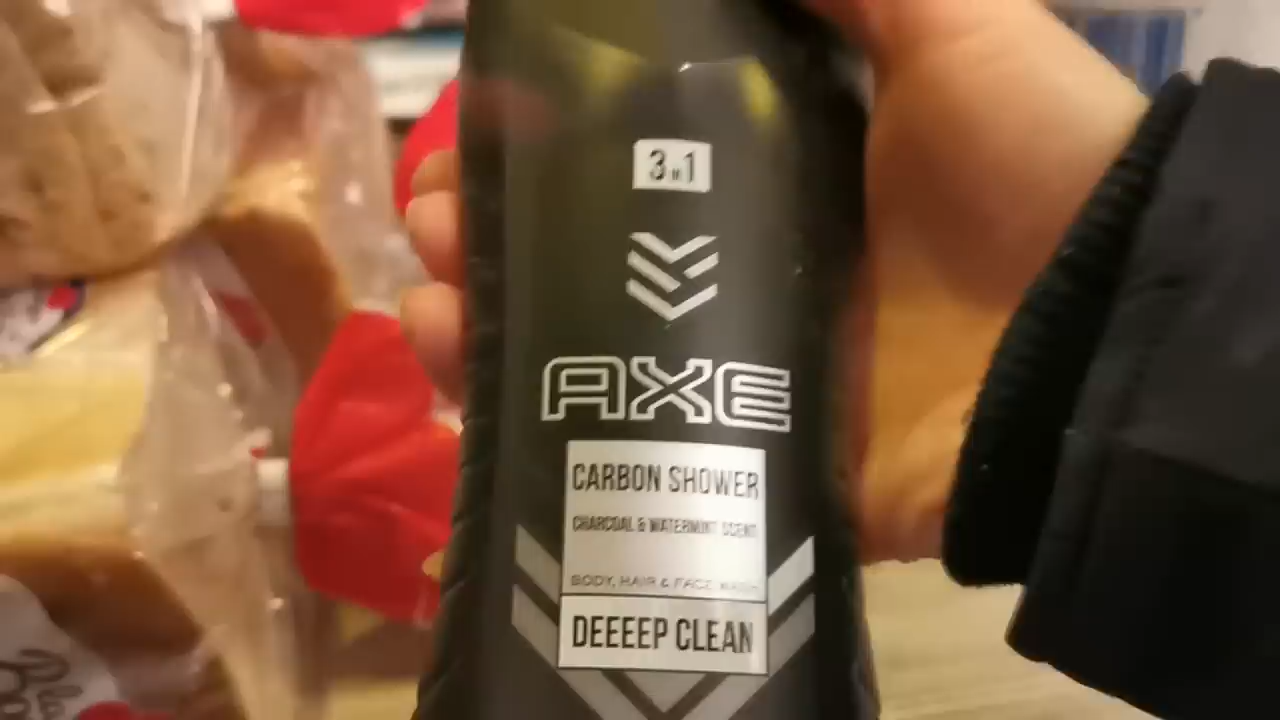 3in1
AXE
CARBON SHOWER
CHARCOAL & WATERMINT SCENT
BODY, HAIR & FACE WASH
DEEEEP CLEAN